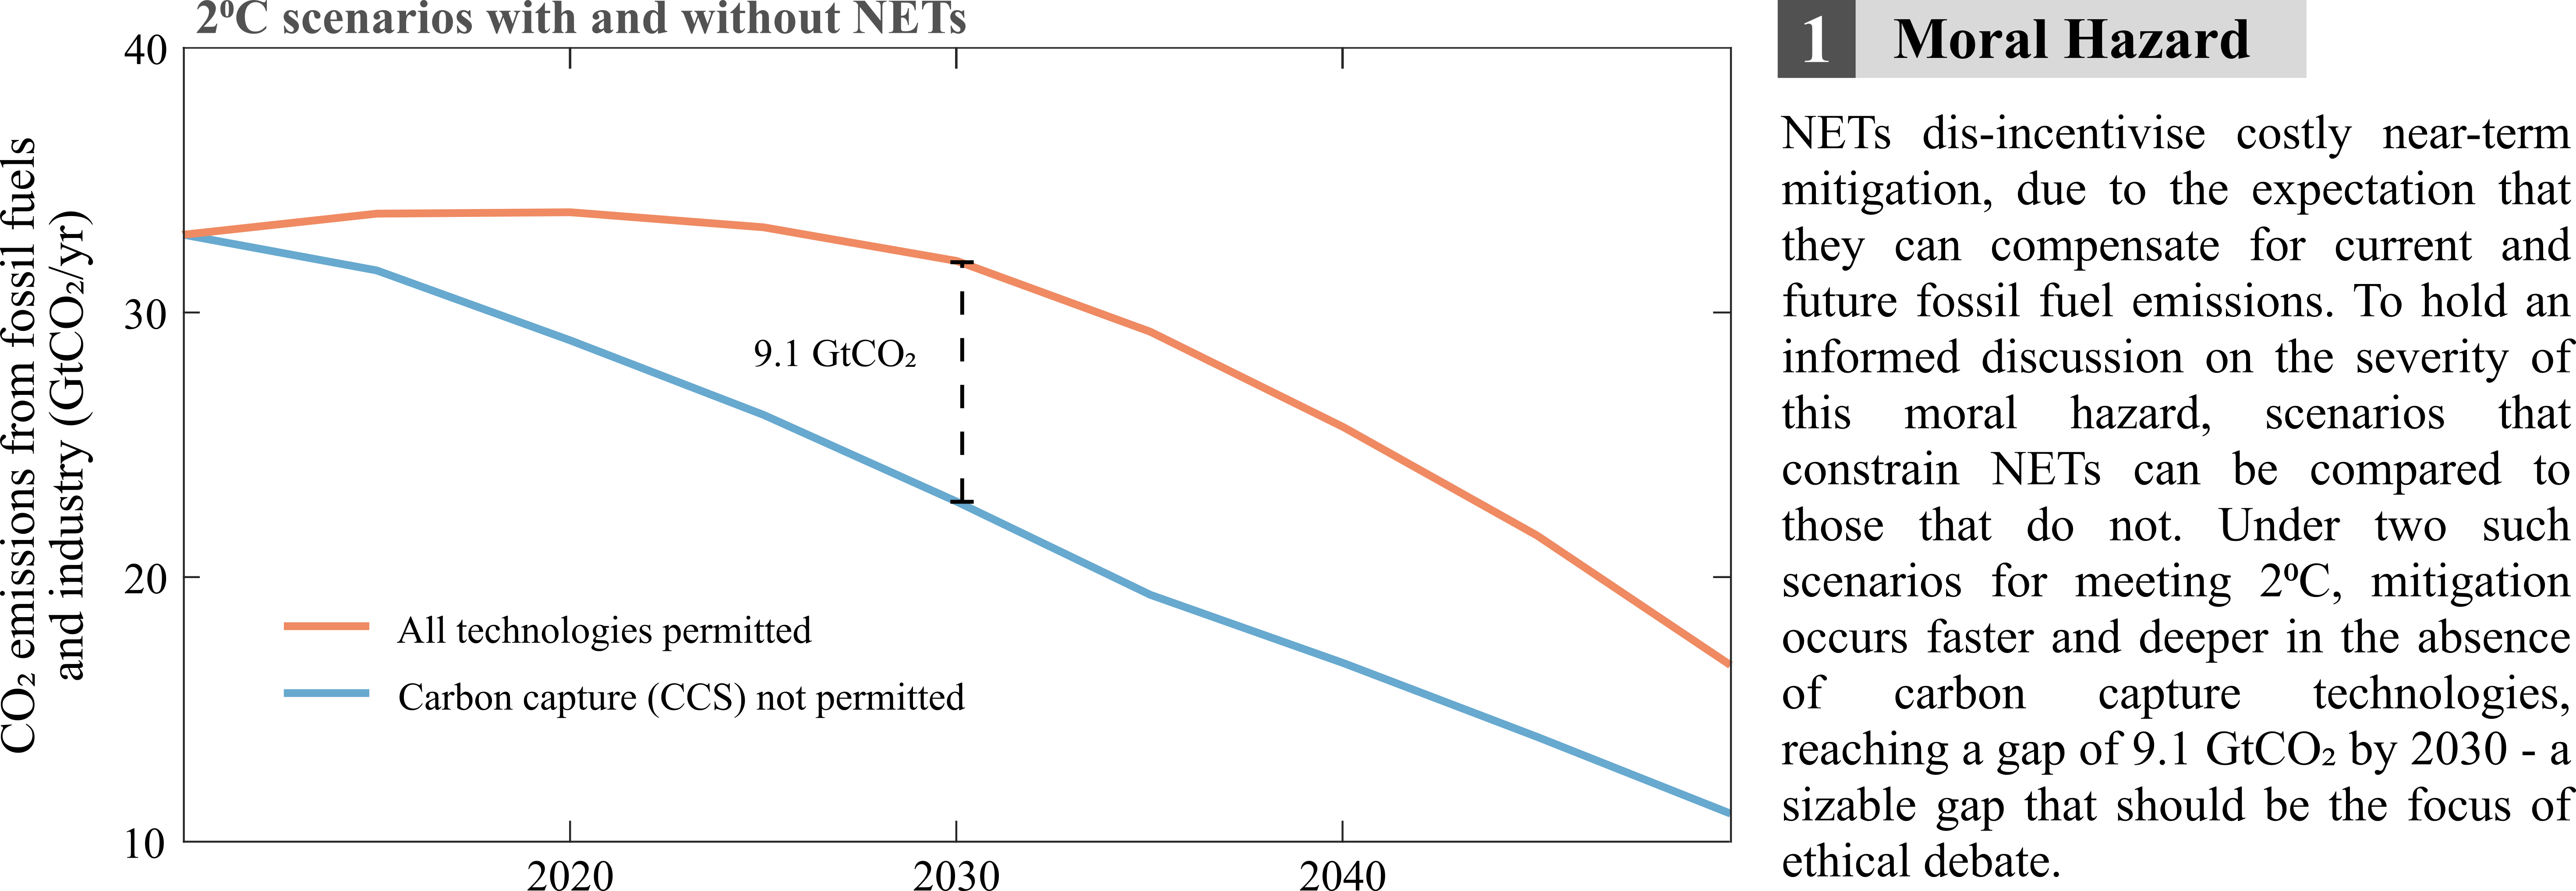 2⁰C scenarios with and without NETs
CO₂ emissions from fossil fuels
and industry (GtCO₂/yr)
40
30
20
10
9.1 GtCO₂
All technologies permitted
Carbon capture (CCS) not permitted
2020
2030
2040
1 Moral Hazard
NETs dis-incentivise costly near-term
mitigation, due to the expectation that
they can compensate for current and
future fossil fuel emissions. To hold an
informed discussion on the severity of
this moral hazard, scenarios that
constrain NETs can be compared to
those that do not. Under two such
scenarios for meeting 2⁰C, mitigation
occurs faster and deeper in the absence
of carbon capture technologies,
reaching a gap of 9.1 GtCO₂ by 2030 - a
sizable gap that should be the focus of
ethical debate.